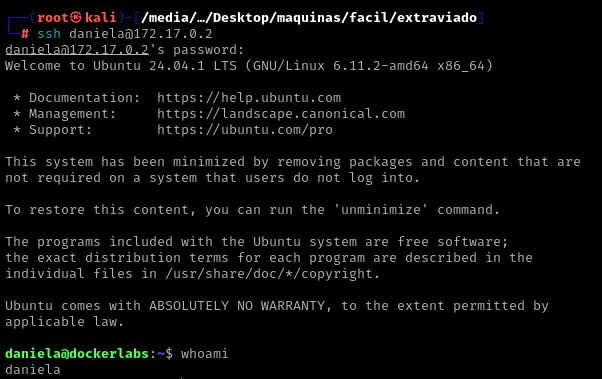 (root㉿kali)-[/media/…/Desktop/maquinas/facil/extraviado]
# ssh daniela@172.17.0.2
daniela@172.17.0.2's password:
Welcome to Ubuntu 24.04.1 LTS (GNU/Linux 6.11.2-amd64 x86_64)
* Documentation: https://help.ubuntu.com
* Management: https://landscape.canonical.com
* Support: https://ubuntu.com/pro
This system has been minimized by removing packages and content that are
not required on a system that users do not log into.
To restore this content, you can run the 'unminimize' command.
The programs included with the Ubuntu system are free software;
the exact distribution terms for each program are described in the
individual files in /usr/share/doc/*/copyright.
Ubuntu comes with ABSOLUTELY NO WARRANTY, to the extent permitted by
applicable law.
daniela@dockerlabs:~$ whoami
daniela